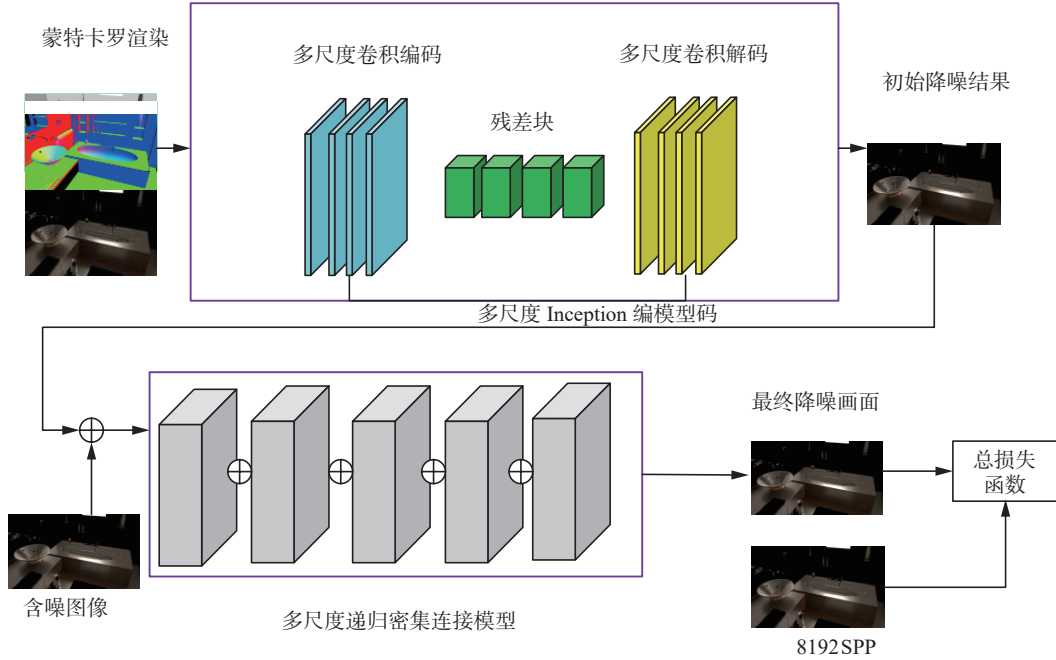 蒙特卡罗渲染
多尺度卷积编码
多尺度卷积解码
残差块
初始降噪结果
多尺度 Inception 编模型码
最终降噪画面
总损失
函数
含噪图像
多尺度递归密集连接模型
8192SPP